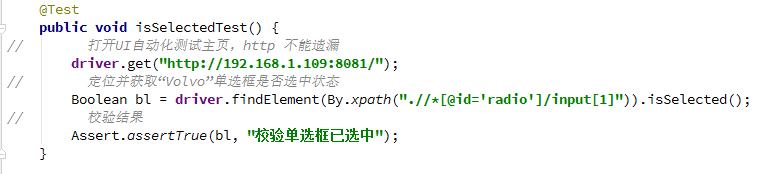 @Test
public void isSelectedTest() {
//        打开UI自动化测试主页，http 不能遗漏
driver.get("http://192.168.1.109:8081/");
//        定位并获取“Volvo”单选框是否选中状态
Boolean bl = driver.findElement(By.xpath(".//*[@id='radio']/input[1]")).isSelected();
//        校验结果
Assert.assertTrue(bl, "校验单选框已选中");
}